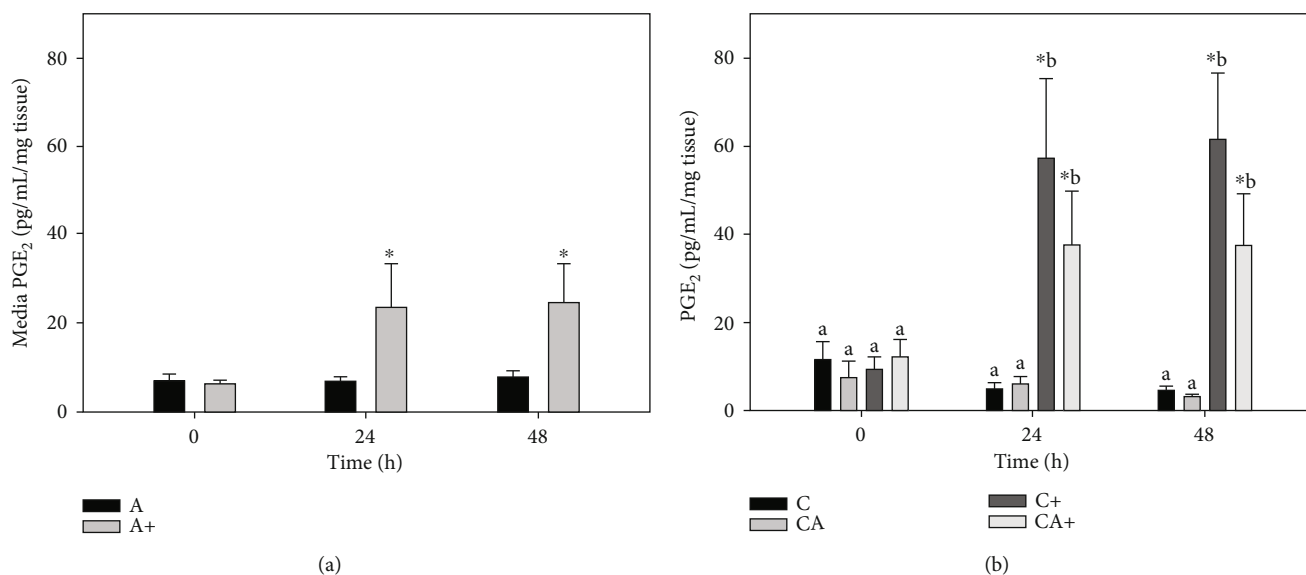 Media PGE₂ (pg/mL/mg tissue)
80
60
40
20
0
* *
0 24 48
Time (h)
A
A+
(a)
PGE₂ (pg/mL/mg tissue)
80
60
40
20
0
a a a a
a a *b *b
a a *b *b
0 24 48
Time (h)
C
CA
C+
CA+
(b)